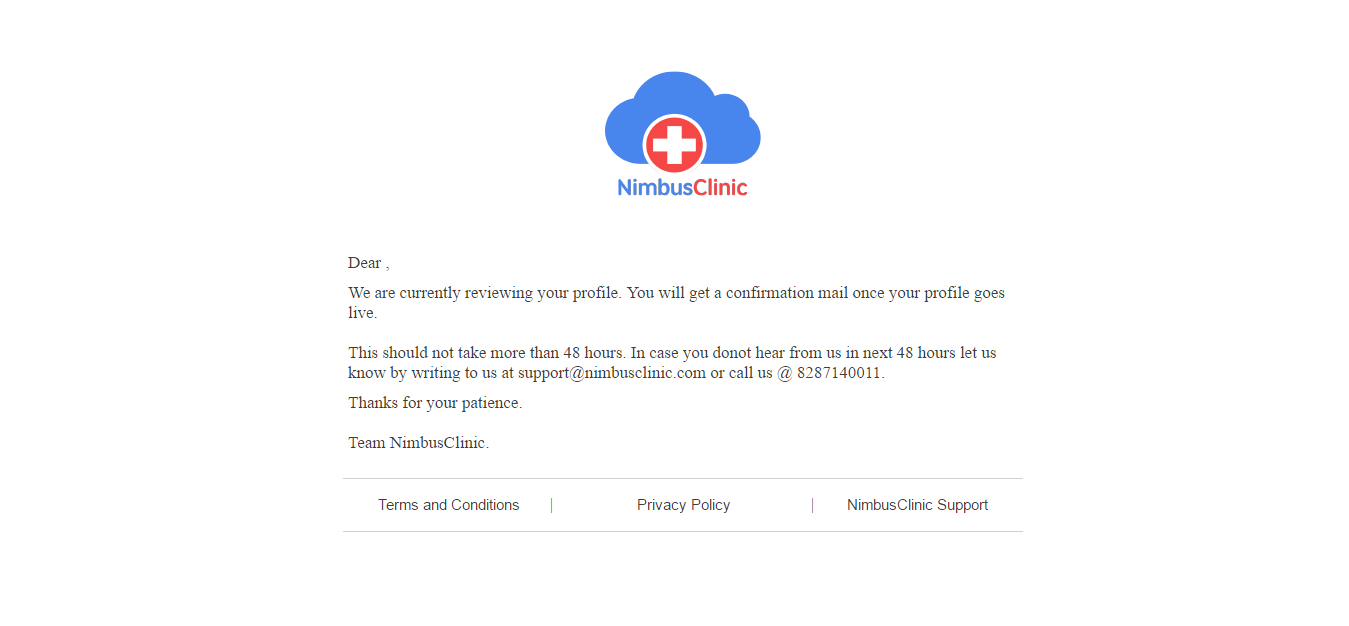 NimbusClinic
Dear ,
We are currently reviewing your profile. You will get a confirmation mail once your profile goes
live.
This should not take more than 48 hours. In case you donot hear from us in next 48 hours let us
know by writing to us at support@nimbusclinic.com or call us @ 8287140011.
Thanks for your patience.
Team NimbusClinic.
Terms and Conditions | Privacy Policy | NimbusClinic Support